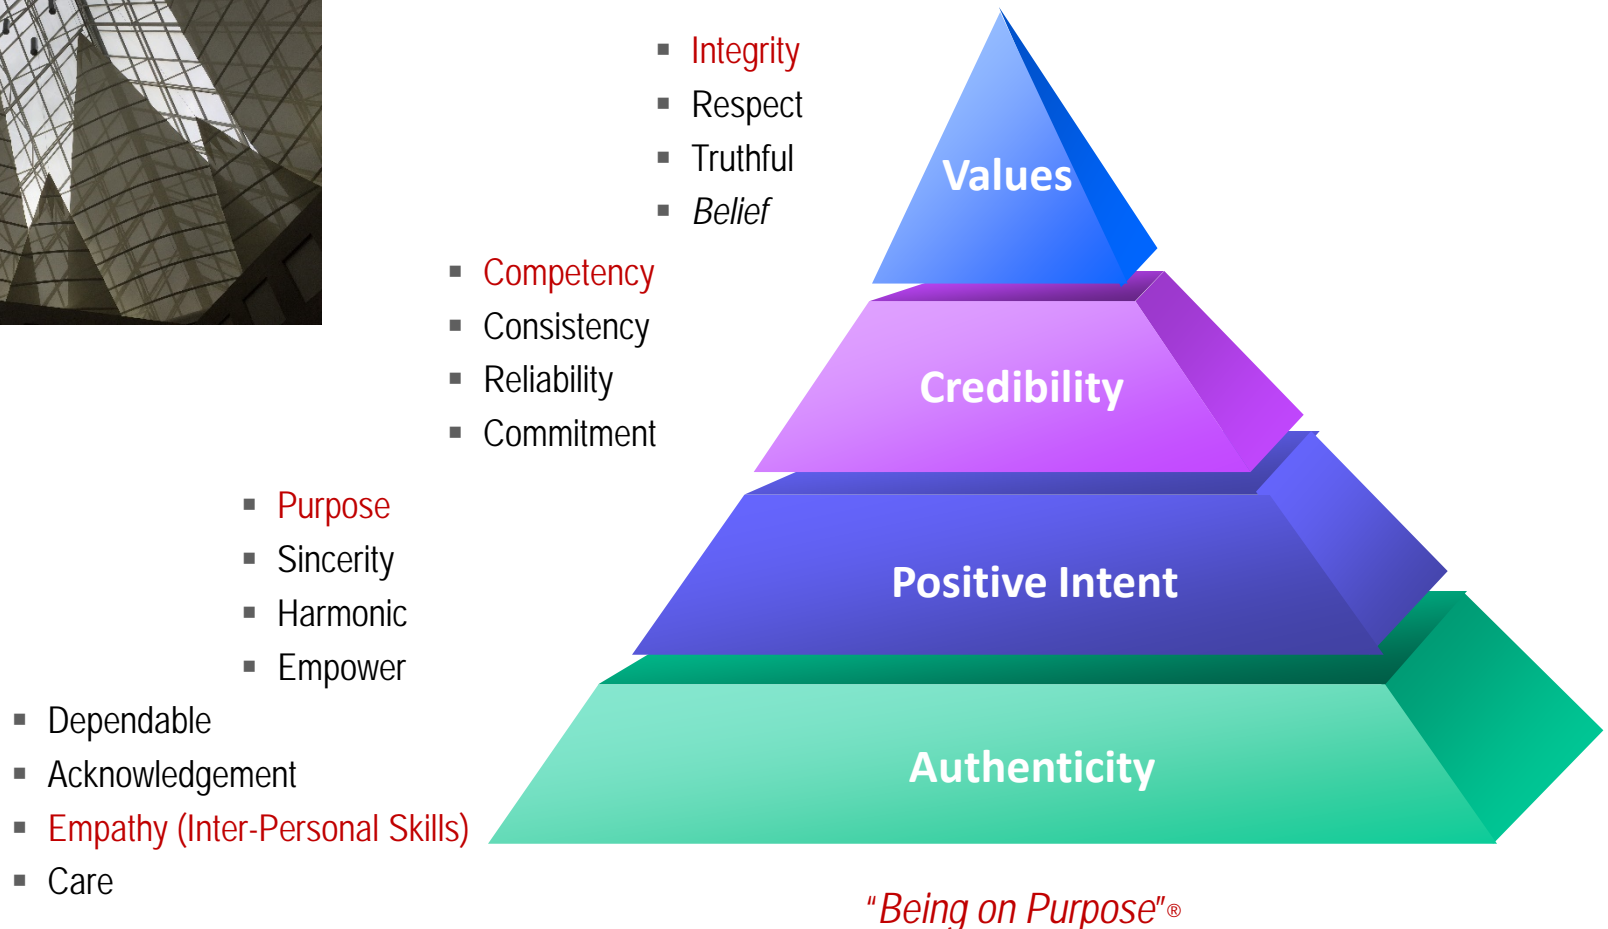 Integrity
Respect
Truthful
Belief
Values
Competency
Consistency
Reliability
Commitment
Credibility
Purpose
Sincerity
Harmonic
Empower
Positive Intent
Dependable
Acknowledgement
Empathy (Inter-Personal Skills)
Care
Authenticity
“Being on Purpose”®